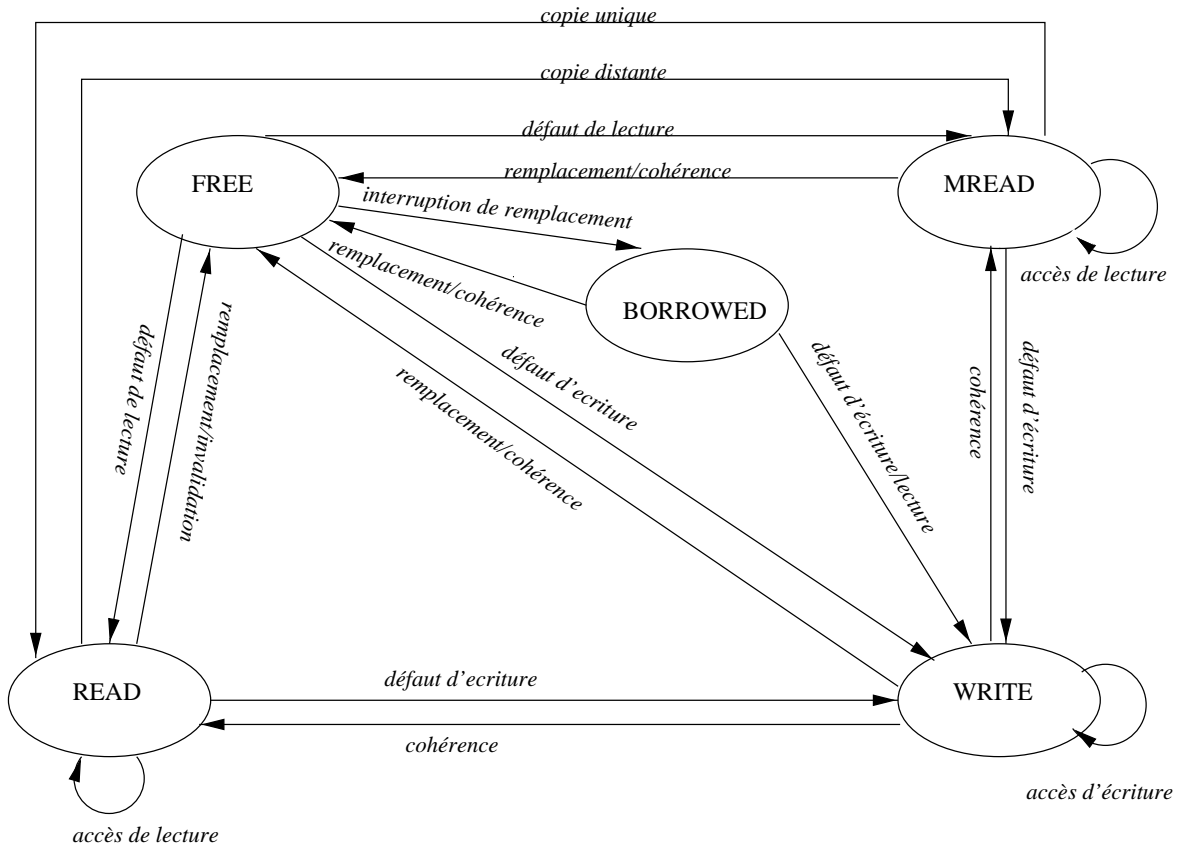 copie unique
copie distante
défaut de lecture
FREE
remplacement/cohérence
MREAD
interruption de remplacement
remplacement/cohérence
accès de lecture
BORROWED
défaut de lecture
remplacement/invalidation
défaut d'ecriture
remplacement/cohérence
défaut d'écriture/lecture
cohérence
défaut d'écriture
READ
défaut d'ecriture
WRITE
cohérence
accès d'écriture
accès de lecture